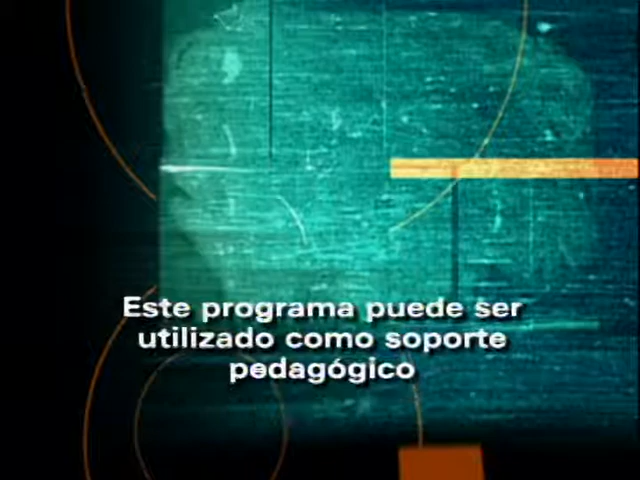 Este programa puede ser
utilizado como soporte
pedagógico